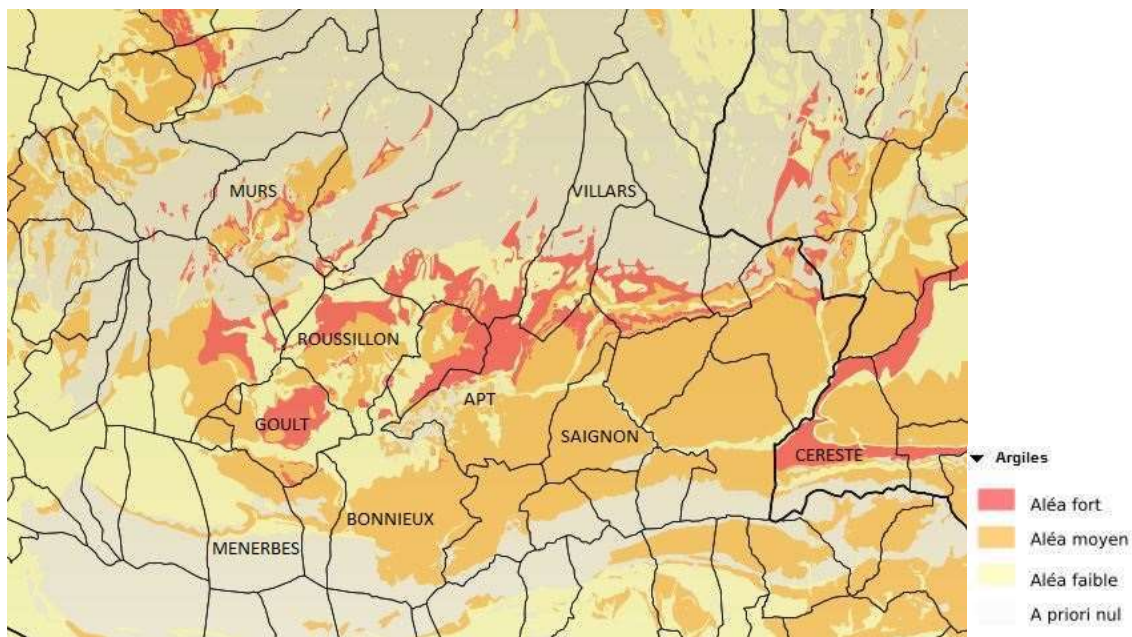 MURS
VILLARS
ROUSSILLON
APT
GOULT
SAIGNON
CERESTE
BONNIEUX
MENERBES
Argiles
Aléa fort
Aléa moyen
Aléa faible
A priori nul